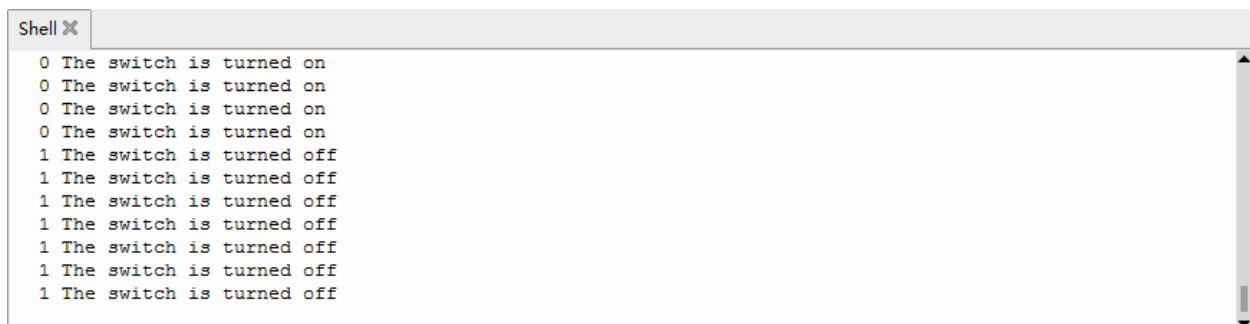 Shell
0 The switch is turned on
0 The switch is turned on
0 The switch is turned on
0 The switch is turned on
1 The switch is turned off
1 The switch is turned off
1 The switch is turned off
1 The switch is turned off
1 The switch is turned off
1 The switch is turned off
1 The switch is turned off